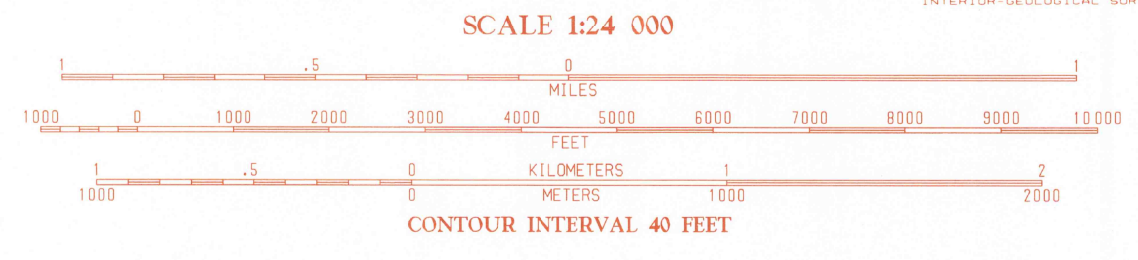 INTERIOR-GEOLOGICAL SUR
SCALE 1:24 000
1 .5 0 1
MILES
1000 0 1000 2000 3000 4000 5000 6000 7000 8000 9000 10000
FEET
1 .5 0 KILOMETERS 1 2
1000 0 METERS 1000 2000
CONTOUR INTERVAL 40 FEET